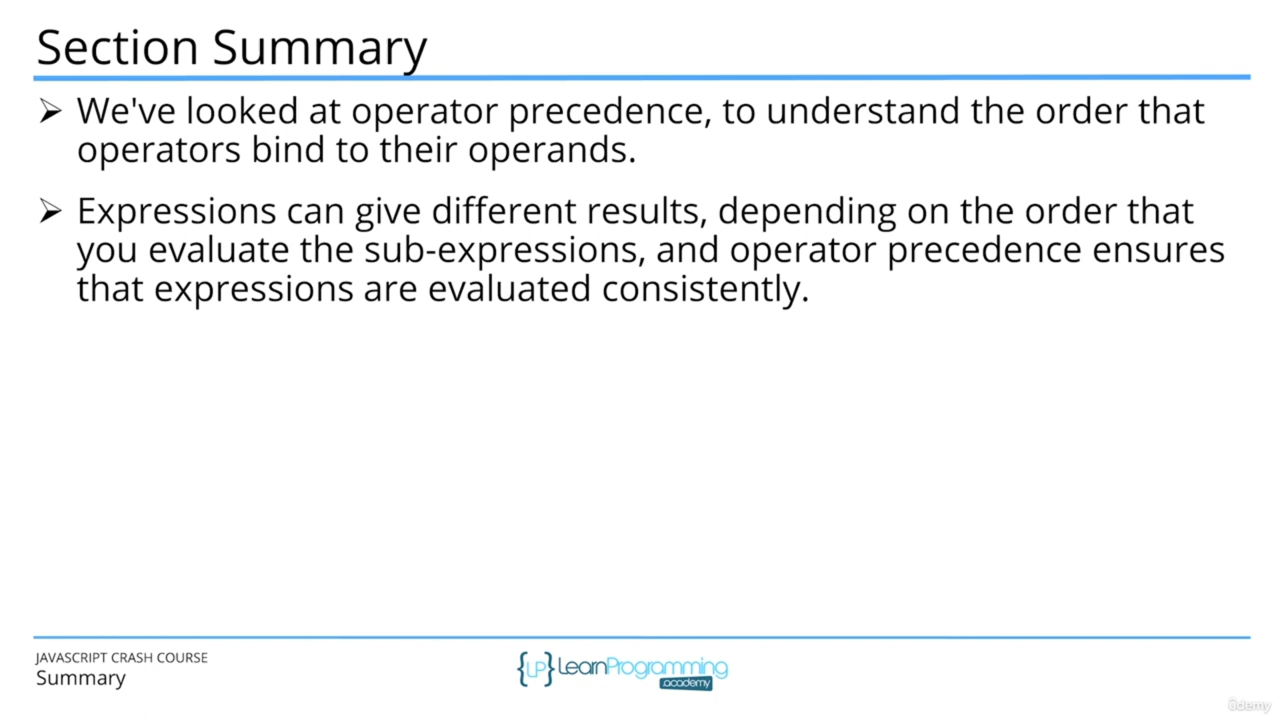 Section Summary
➢ We've looked at operator precedence, to understand the order that
operators bind to their operands.
➢ Expressions can give different results, depending on the order that
you evaluate the sub-expressions, and operator precedence ensures
that expressions are evaluated consistently.
JAVASCRIPT CRASH COURSE
Summary
{LP} LearnProgramming
.academy
ûdemy